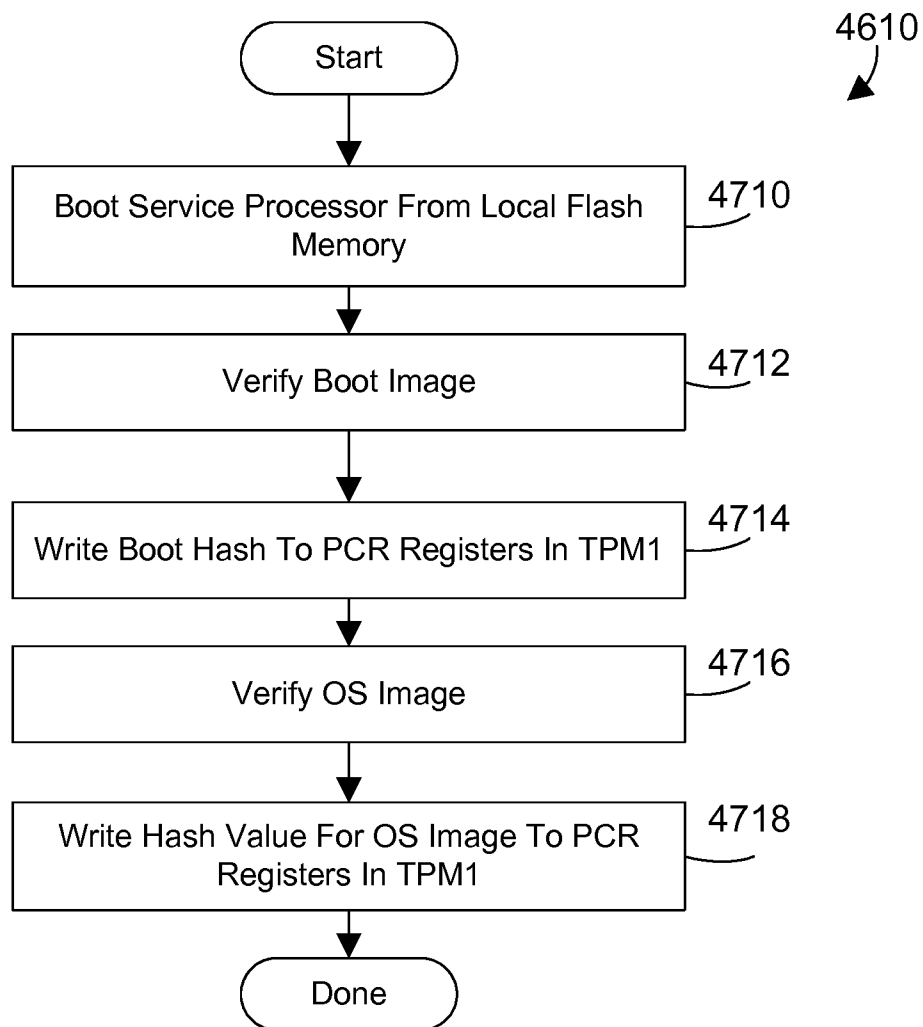 4610
Start
Boot Service Processor From Local Flash
Memory
4710
Verify Boot Image
4712
Write Boot Hash To PCR Registers In TPM1
4714
Verify OS Image
4716
Write Hash Value For OS Image To PCR
Registers In TPM1
4718
Done